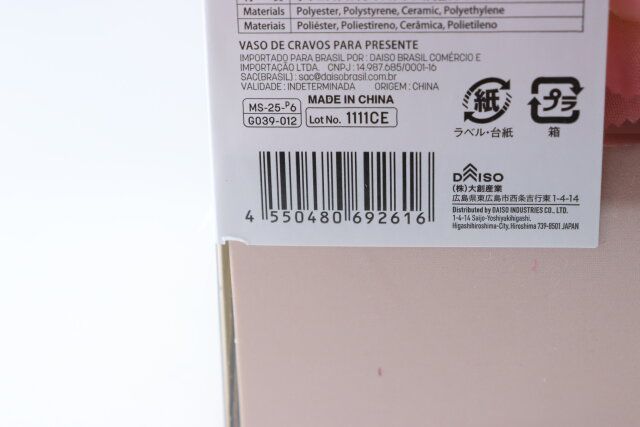 Materials Polyester, Polystyrene, Ceramic, Polyethylene
Materials Poliéster, Poliestireno, Cerâmica, Polietileno
VASO DE CRAVOS PARA PRESENTE
IMPORTADO PARA BRASIL POR : DAISO BRASIL COMÉRCIO E
IMPORTAÇÃO LTDA. CNPJ : 14.987.685/0001-16
SAC(BRASIL) sac@daisobrasil.com.br
VALIDADE : INDETERMINADA ORIGEM : CHINA
MS-25-P6
G039-012
MADE IN CHINA
Lot No. 1111CE
紙
ラベル・台紙
プラ
箱
4 550480 692616
DAISO
(株)大創産業
広島県東広島市西条吉行東1-4-14
Distributed by DAISO INDUSTRIES CO., LTD.
1-4-14 Saijo-Yoshiyukihigashi,
Higashihiroshima-City, Hiroshima 739-8501 JAPAN